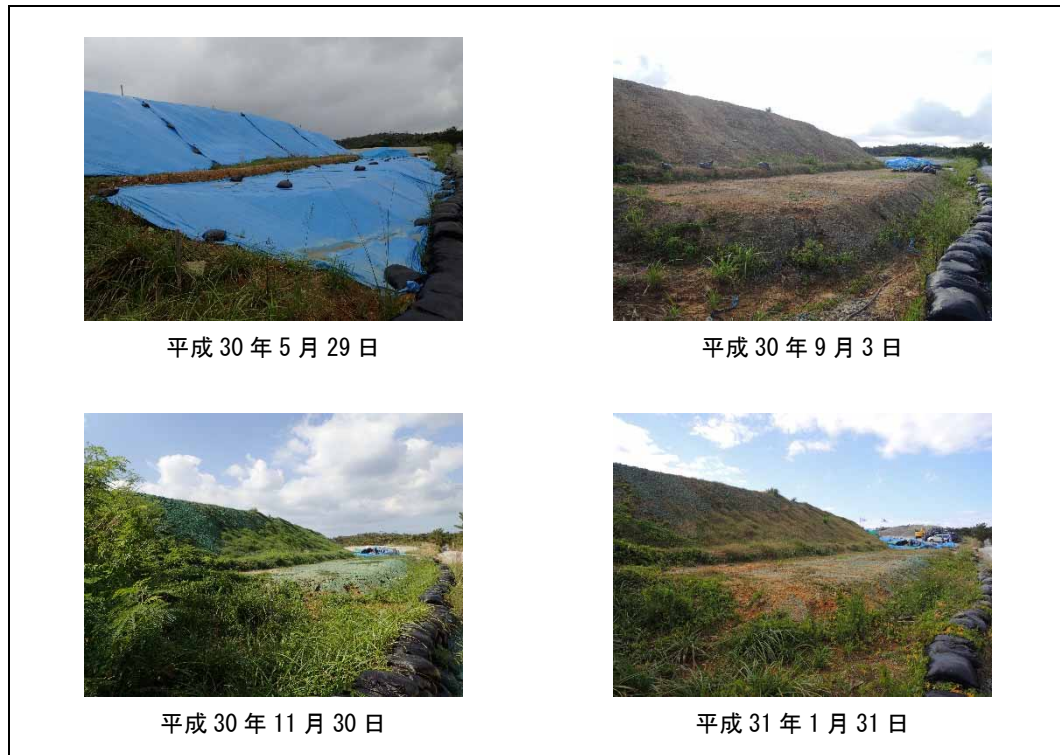 平成 30 年 5 月 29 日
平成 30 年 9 月 3 日
平成 30 年 11 月 30 日
平成 31 年 1 月 31 日